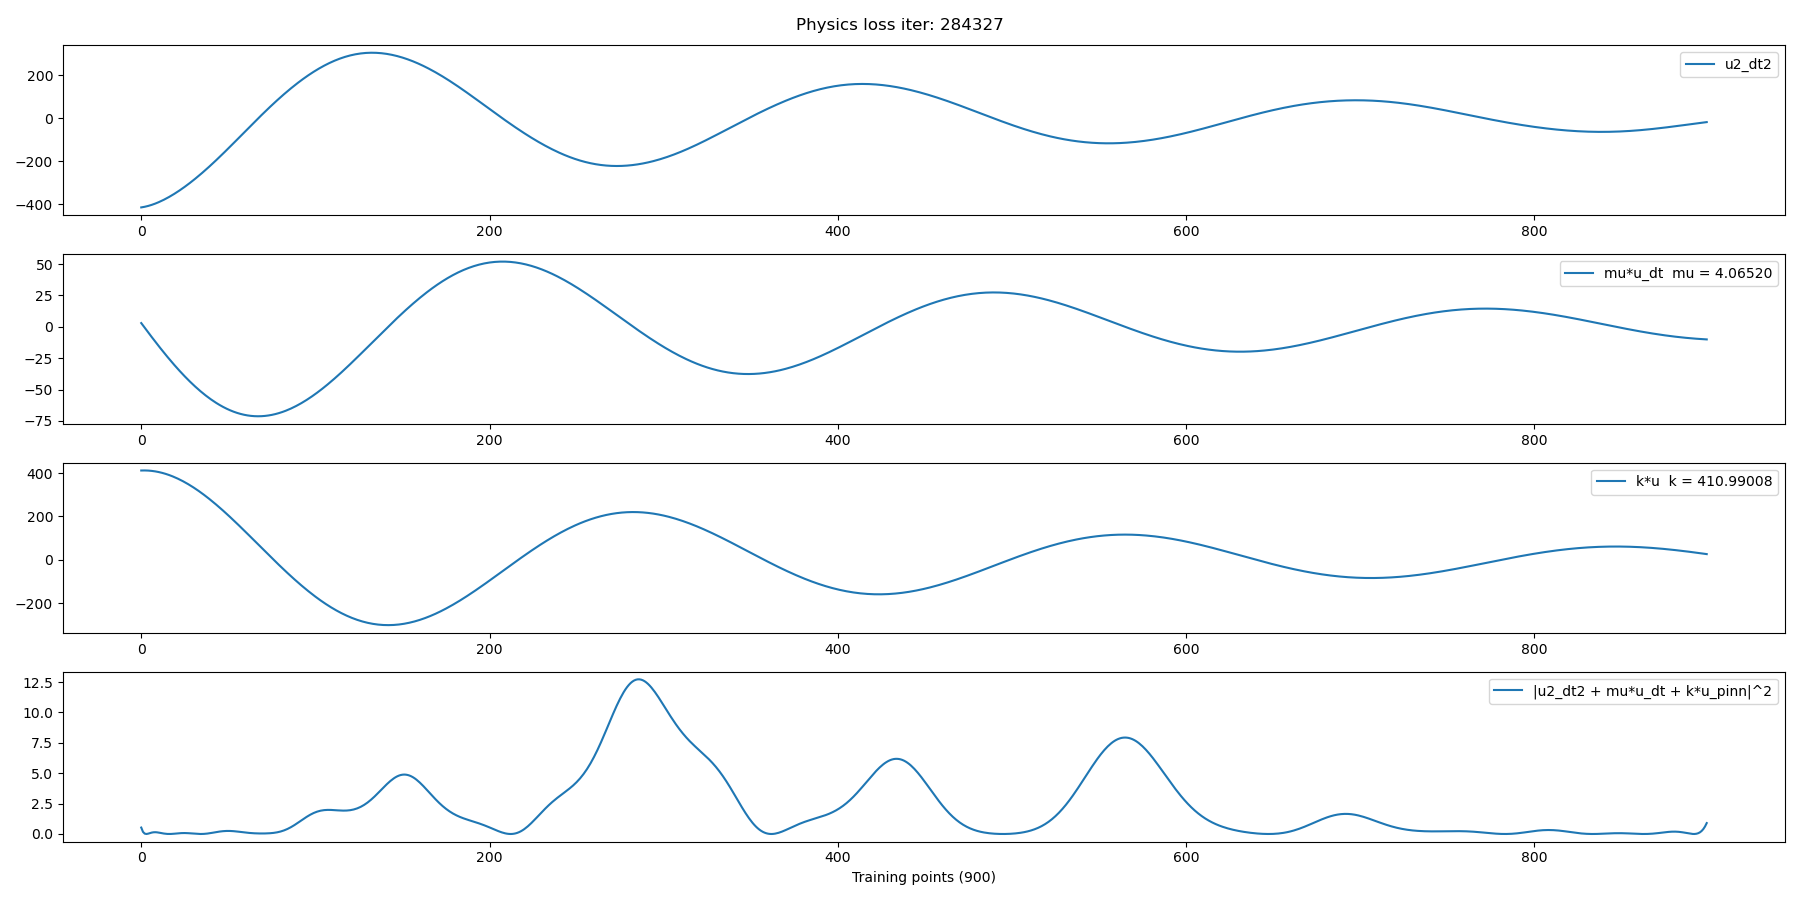 Physics loss iter: 284327
200
0
−200
−400
u2_dt2
0 200 400 600 800
50
25
0
−25
−50
−75
mu*u_dt  mu = 4.06520
0 200 400 600 800
400
200
0
−200
k*u  k = 410.99008
0 200 400 600 800
12.5
10.0
7.5
5.0
2.5
0.0
|u2_dt2 + mu*u_dt + k*u_pinn|^2
0 200 400 600 800
Training points (900)